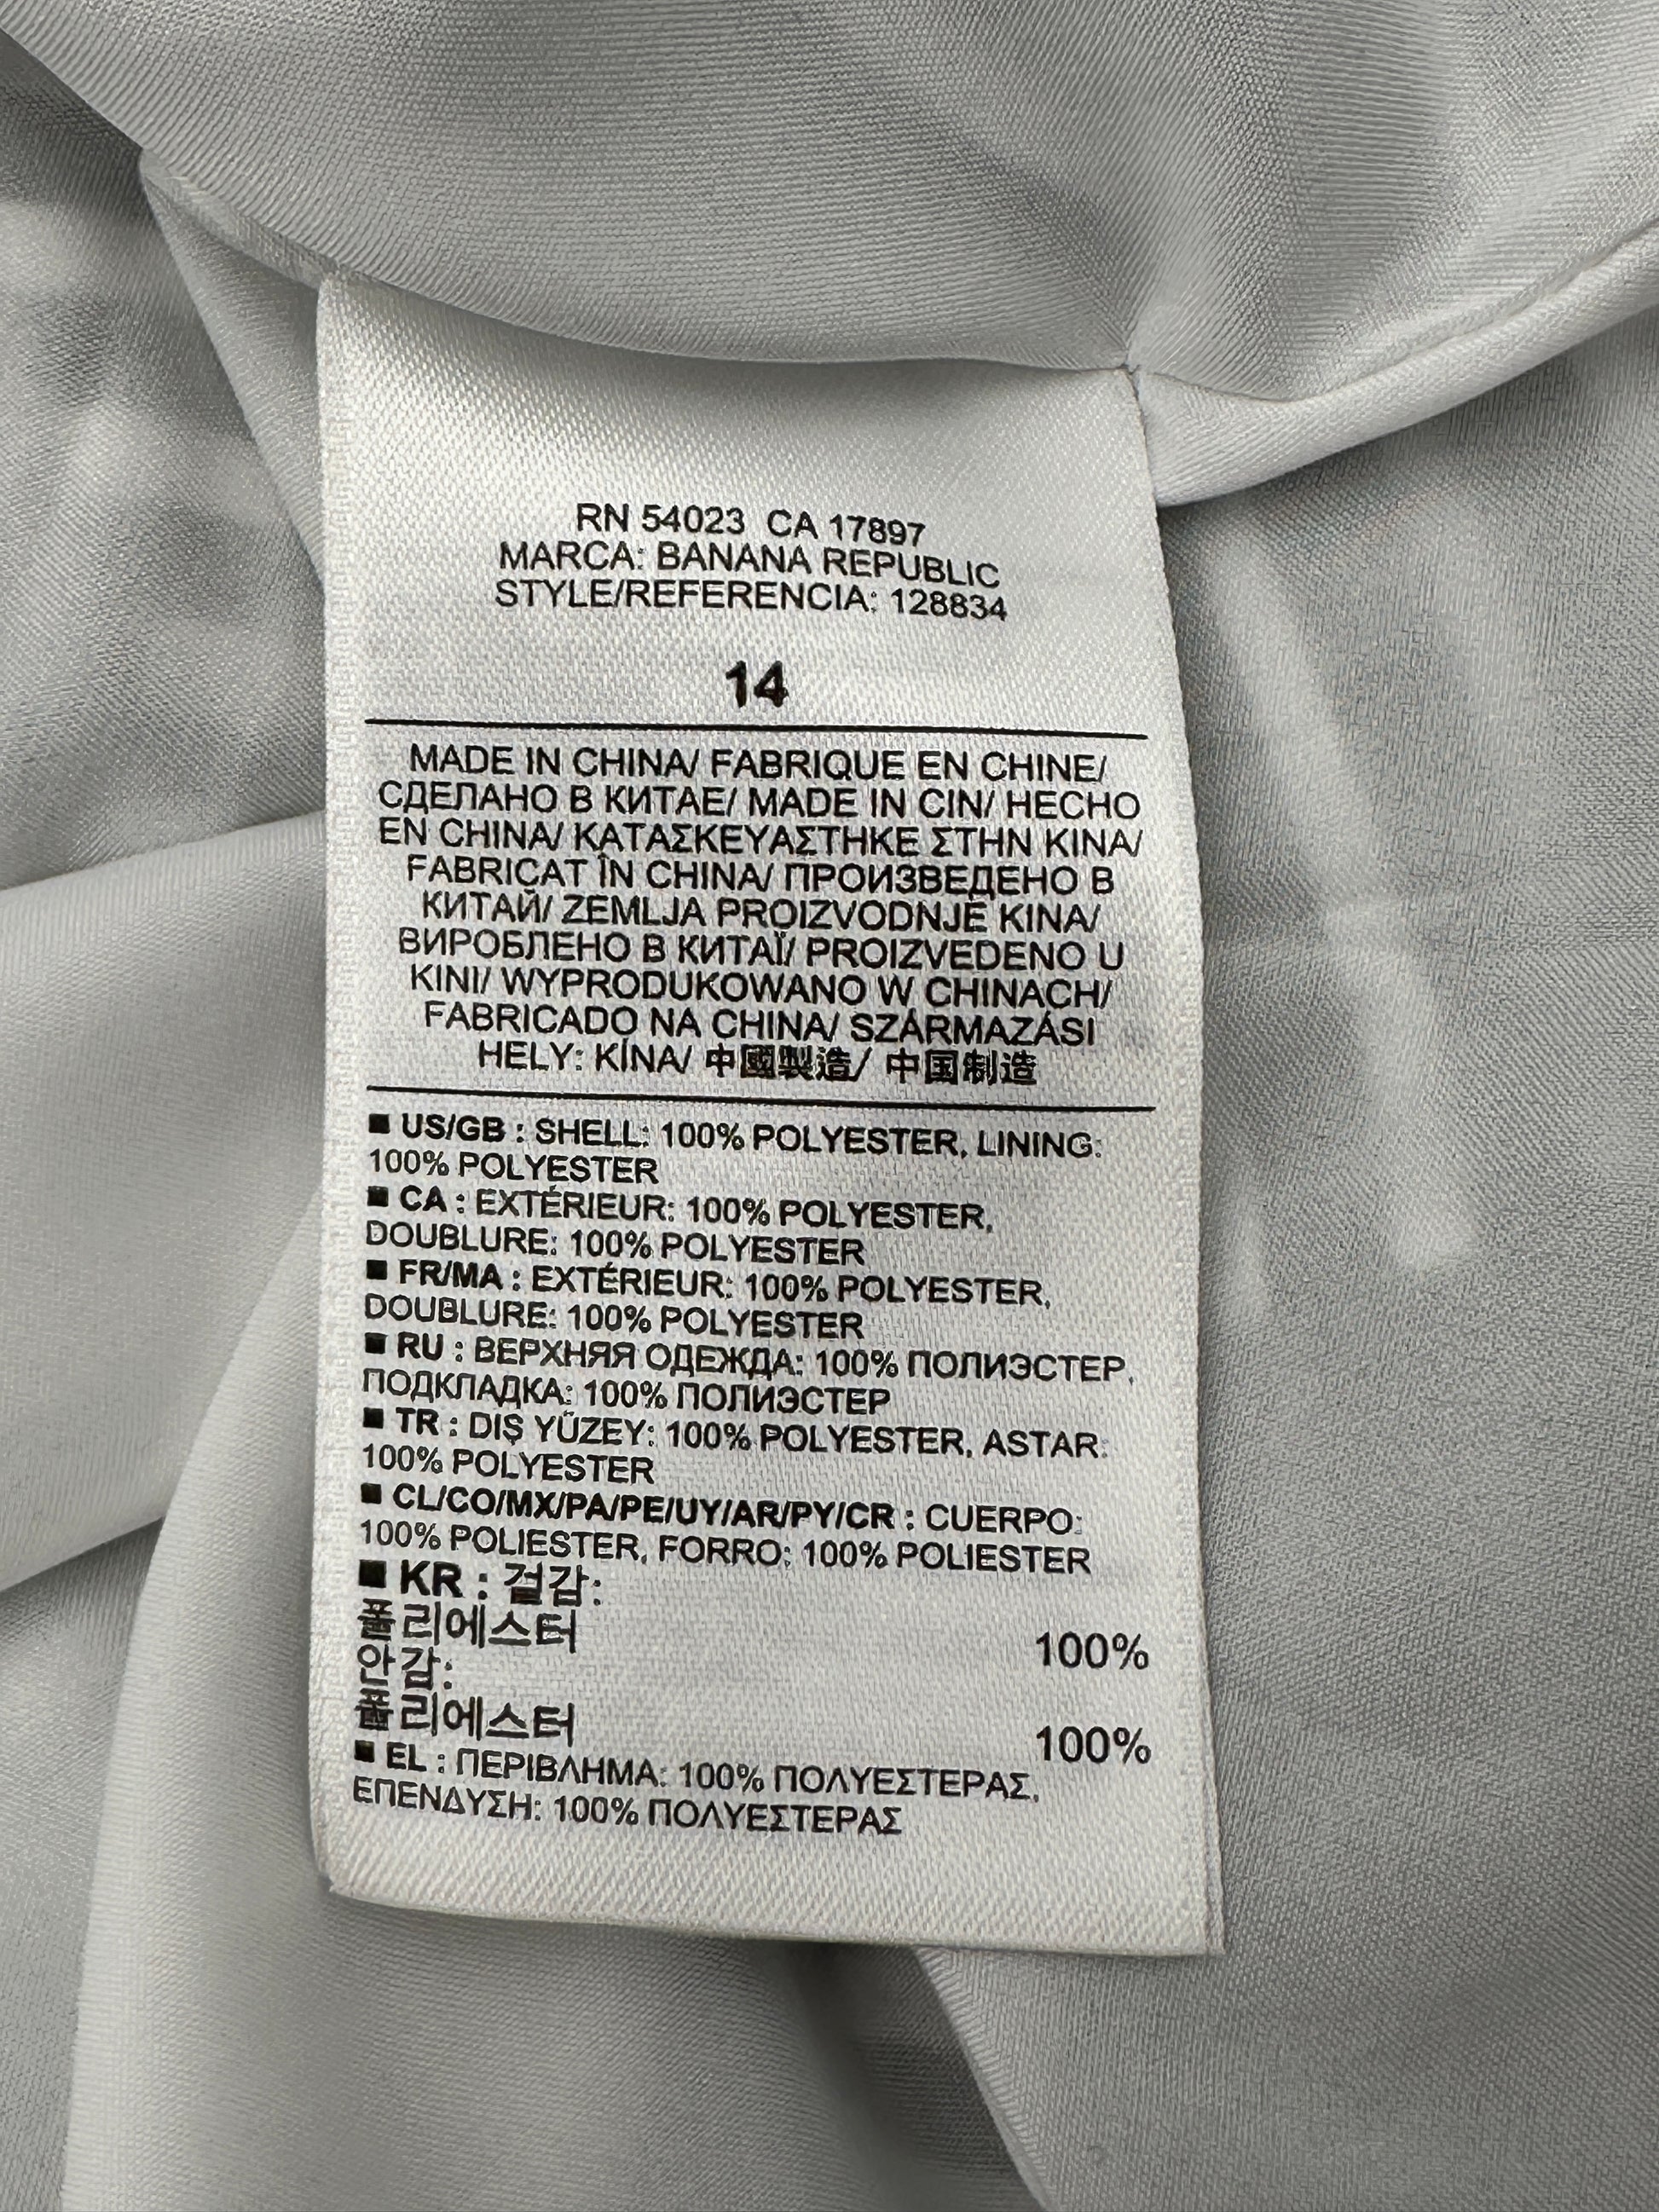 RN 54023 CA 17897
MARCA: BANANA REPUBLIC
STYLE/REFERENCIA: 128834
14
MADE IN CHINA/ FABRIQUE EN CHINE/
СДЕЛАНО В КИТАЕ/ MADE IN CIN/ HECHO
EN CHINA/ ΚΑΤΑΣΚΕΥΑΣΤΗΚΕ ΣΤΗΝ ΚΙΝΑ/
FABRICAT ÎN CHINA/ ПРОИЗВЕДЕНО В
КИТАЙ/ ZEMLJA PROIZVODNJE KINA/
ВИРОБЛЕНО В КИТАЇ/ PROIZVEDENO U
KINI/ WYPRODUKOWANO W CHINACH/
FABRICADO NA CHINA/ SZÁRMAZÁSI
HELY: KÍNA/ 中國製造/ 中国制造
■ US/GB : SHELL: 100% POLYESTER, LINING:
100% POLYESTER
■ CA : EXTÉRIEUR: 100% POLYESTER,
DOUBLURE: 100% POLYESTER
■ FR/MA : EXTÉRIEUR: 100% POLYESTER,
DOUBLURE: 100% POLYESTER
■ RU : ВЕРХНЯЯ ОДЕЖДА: 100% ПОЛИЭСТЕР,
ПОДКЛАДКА: 100% ПОЛИЭСТЕР
■ TR : DIŞ YÜZEY: 100% POLYESTER, ASTAR:
100% POLYESTER
■ CL/CO/MX/PA/PE/UY/AR/PY/CR : CUERPO:
100% POLIESTER, FORRO: 100% POLIESTER
■ KR : 겉감:
폴리에스터 100%
안감:
폴리에스터 100%
■ EL : ΠΕΡΙΒΛΗΜΑ: 100% ΠΟΛΥΕΣΤΕΡΑΣ,
ΕΠΕΝΔΥΣΗ: 100% ΠΟΛΥΕΣΤΕΡΑΣ